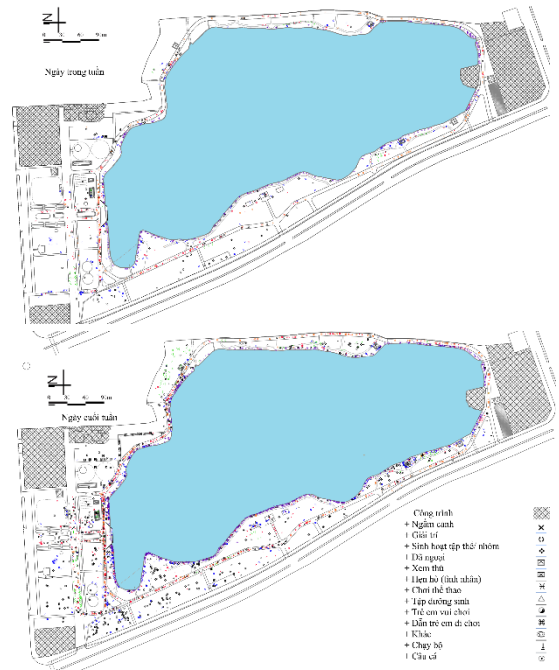 N
Ngày trong tuần
N
Ngày cuối tuần
Công trình
+ Ngắm cảnh
+ Giải trí
+ Sinh hoạt tập thể/ nhóm
+ Dã ngoại
+ Xem thú
+ Hẹn hò (tình nhân)
+ Chơi thể thao
+ Tập dưỡng sinh
+ Trẻ em vui chơi
+ Dẫn trẻ em đi chơi
+ Khác
+ Chạy bộ
+ Câu cá